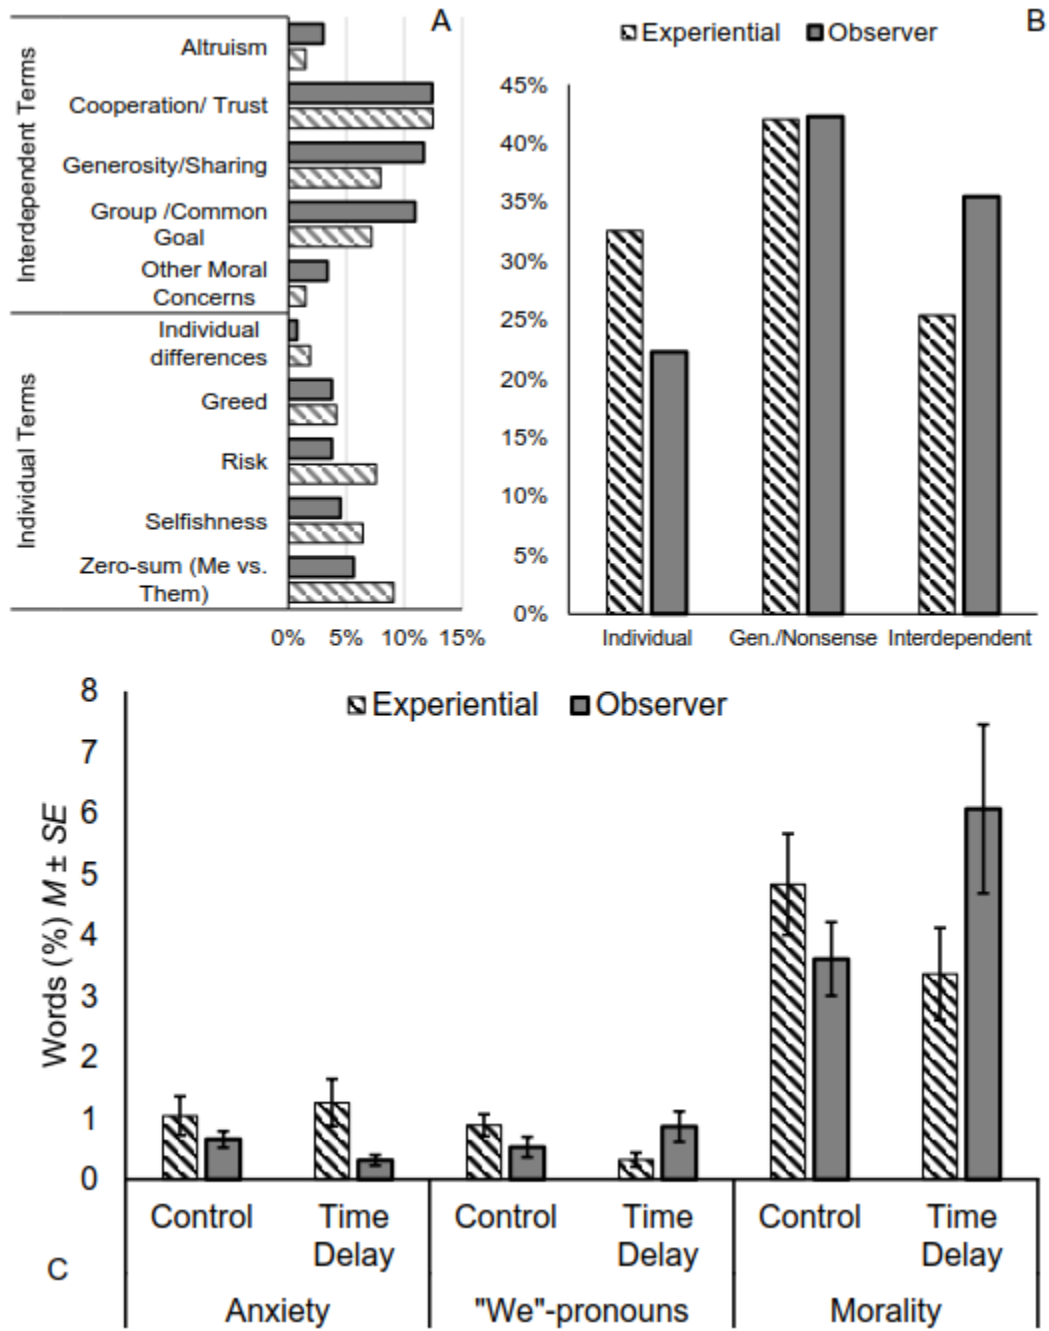 A
Interdependent Terms
Altruism
Cooperation/ Trust
Generosity/Sharing
Group /Common
Goal
Other Moral
Concerns
Individual Terms
Individual
differences
Greed
Risk
Selfishness
Zero-sum (Me vs.
Them)
0% 5% 10% 15%
Experiential Observer
B
45%
40%
35%
30%
25%
20%
15%
10%
5%
0%
Individual Gen./Nonsense Interdependent
Experiential Observer
Words (%) M ± SE
8
7
6
5
4
3
2
1
0
Control Time Control Time Control Time
Delay Delay Delay
C
Anxiety "We"-pronouns Morality